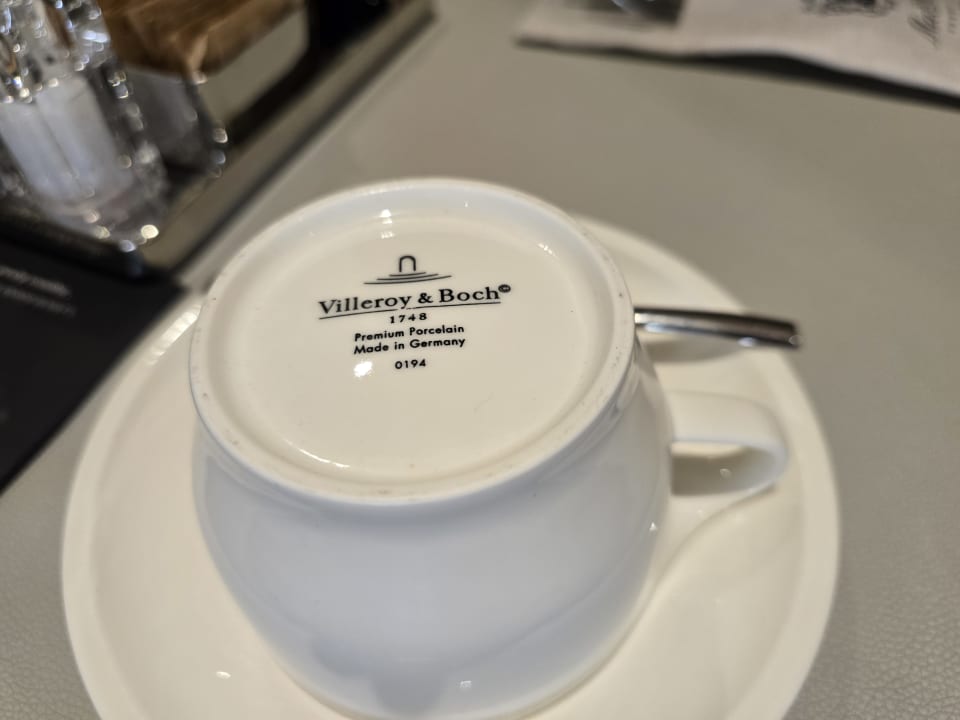 Villeroy & Boch©
1748
Premium Porcelain
Made in Germany
0194